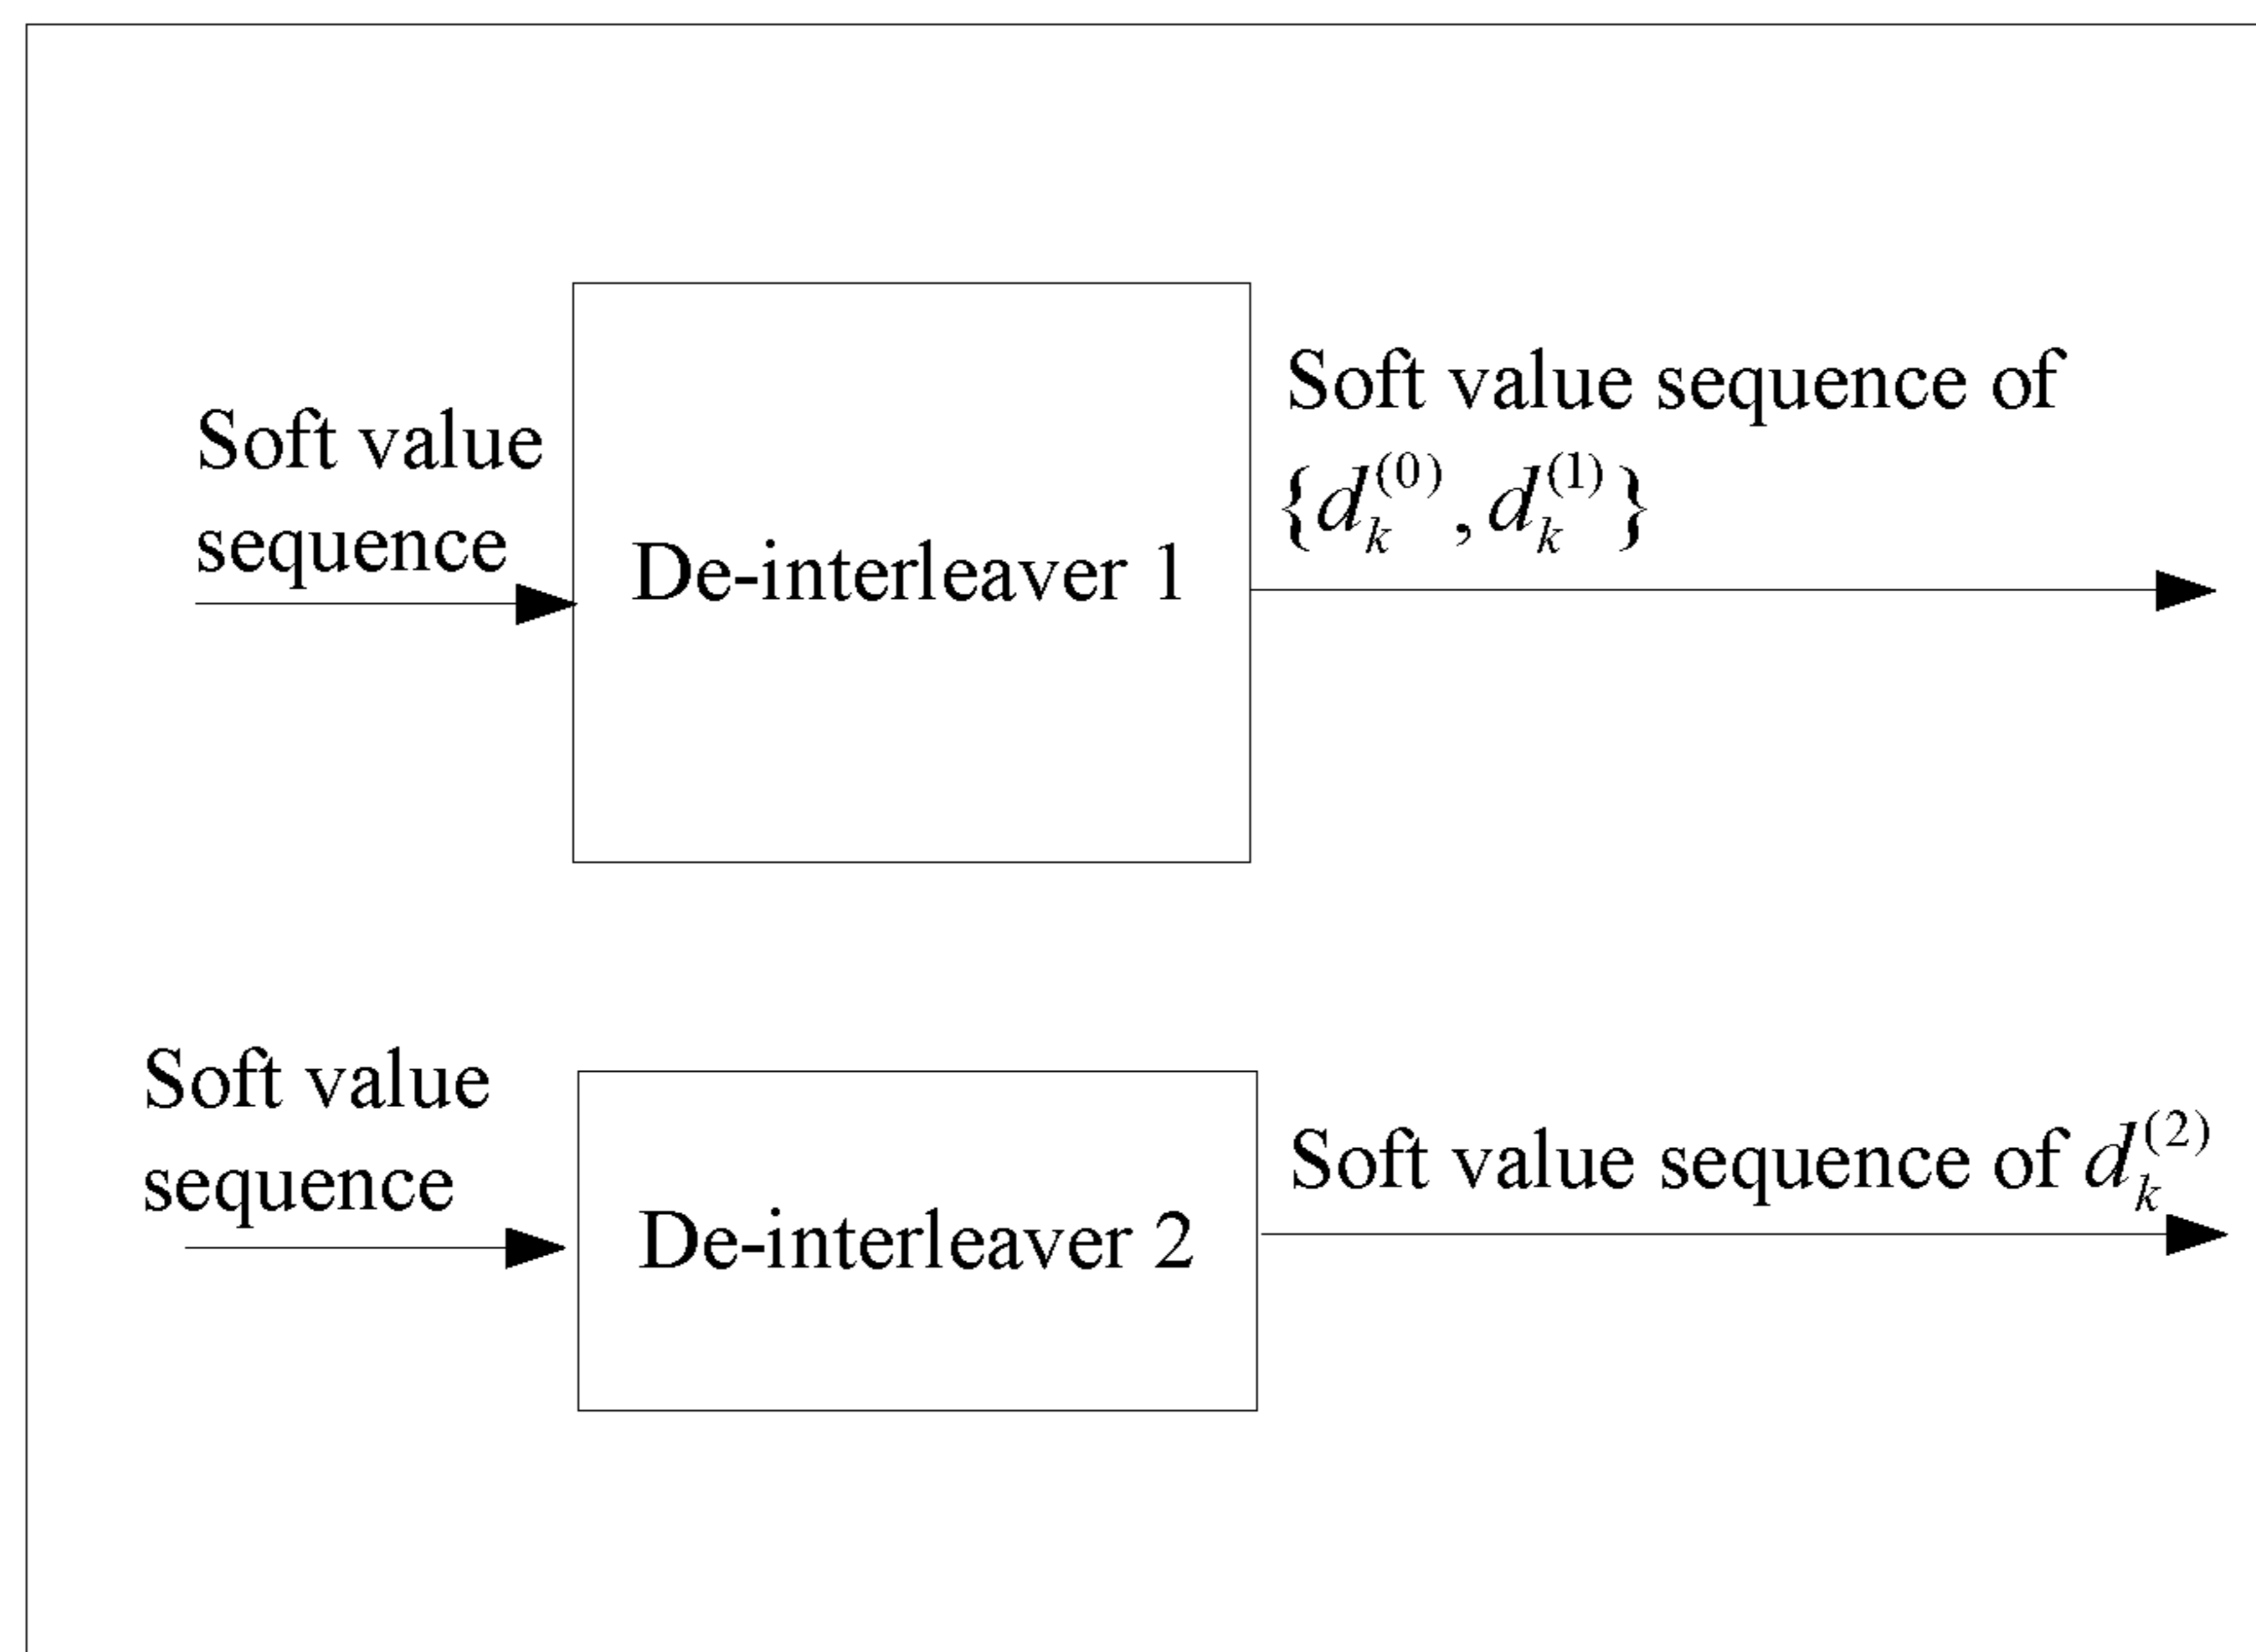 Soft value
sequence
De-interleaver 1
Soft value sequence of
{d_k^{(0)}, d_k^{(1)}}
Soft value
sequence
De-interleaver 2
Soft value sequence of d_k^{(2)}